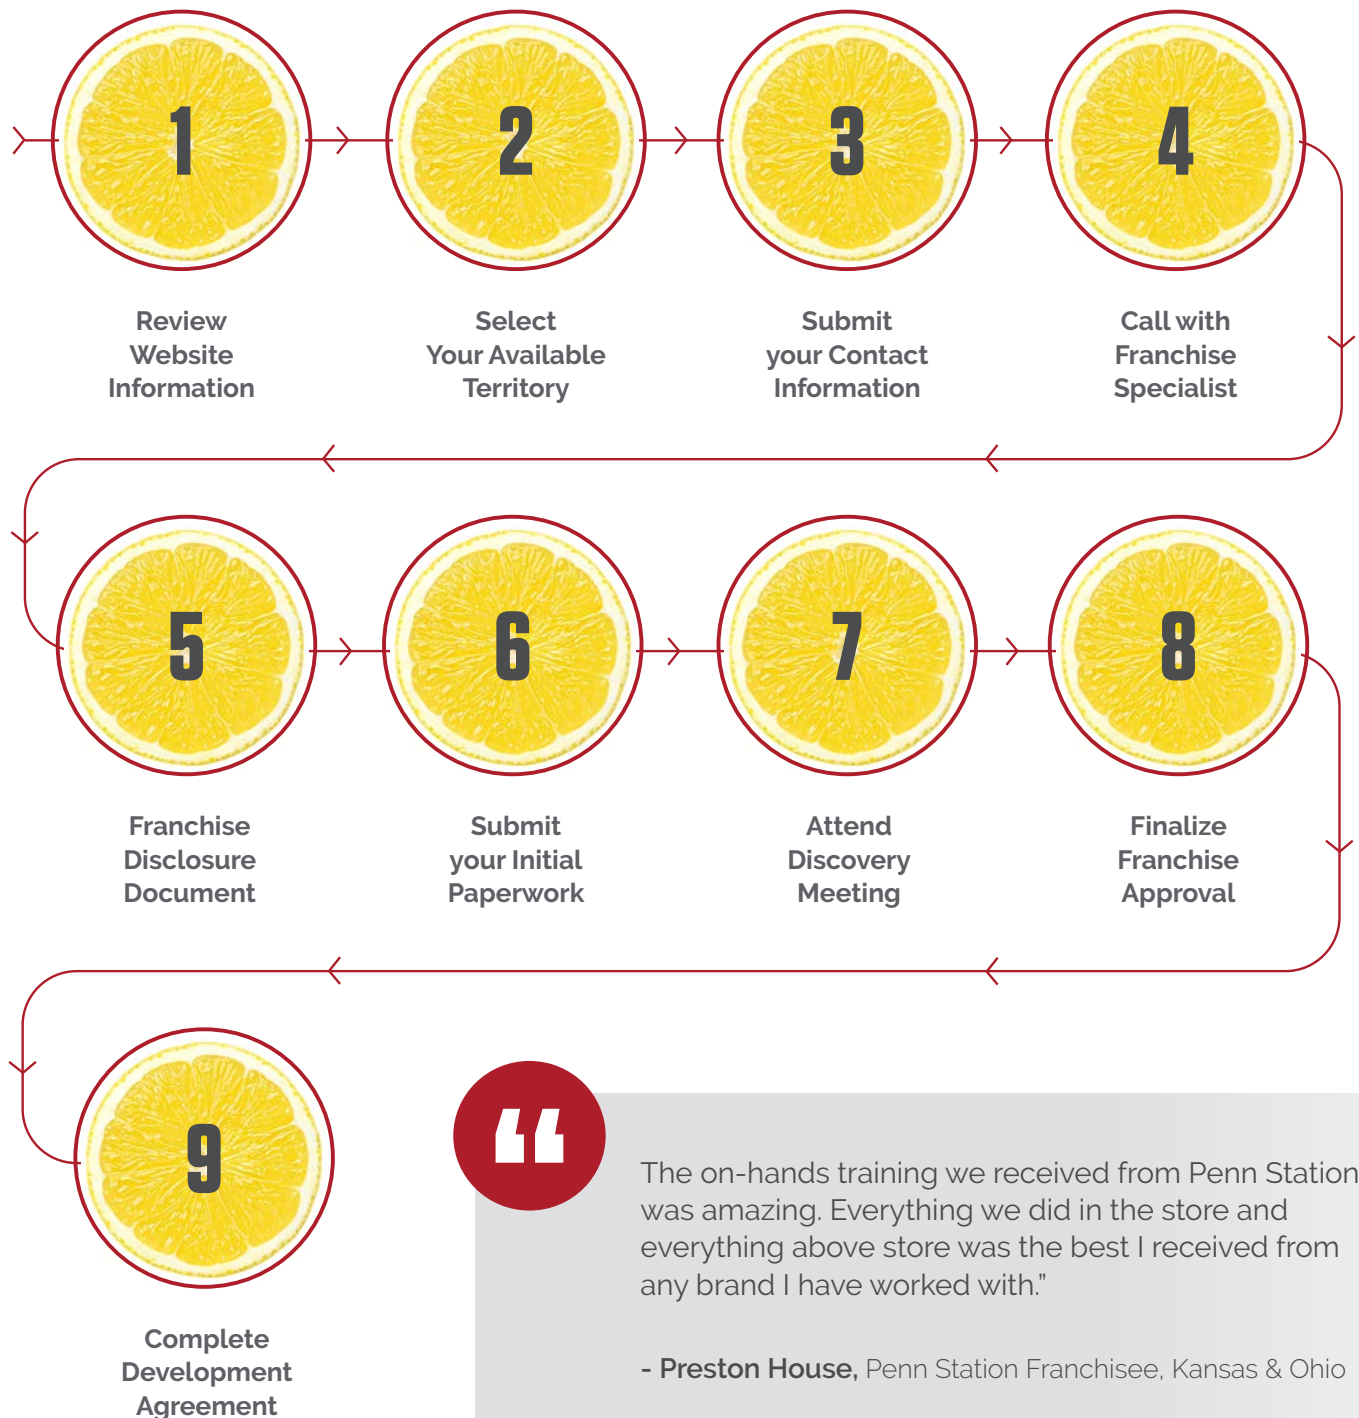 1
2
3
4
Review
Website
Information
Select
Your Available
Territory
Submit
your Contact
Information
Call with
Franchise
Specialist
5
6
7
8
Franchise
Disclosure
Document
Submit
your Initial
Paperwork
Attend
Discovery
Meeting
Finalize
Franchise
Approval
9
Complete
Development
Agreement
“
The on-hands training we received from Penn Station
was amazing. Everything we did in the store and
everything above store was the best I received from
any brand I have worked with.”
- Preston House, Penn Station Franchisee, Kansas & Ohio